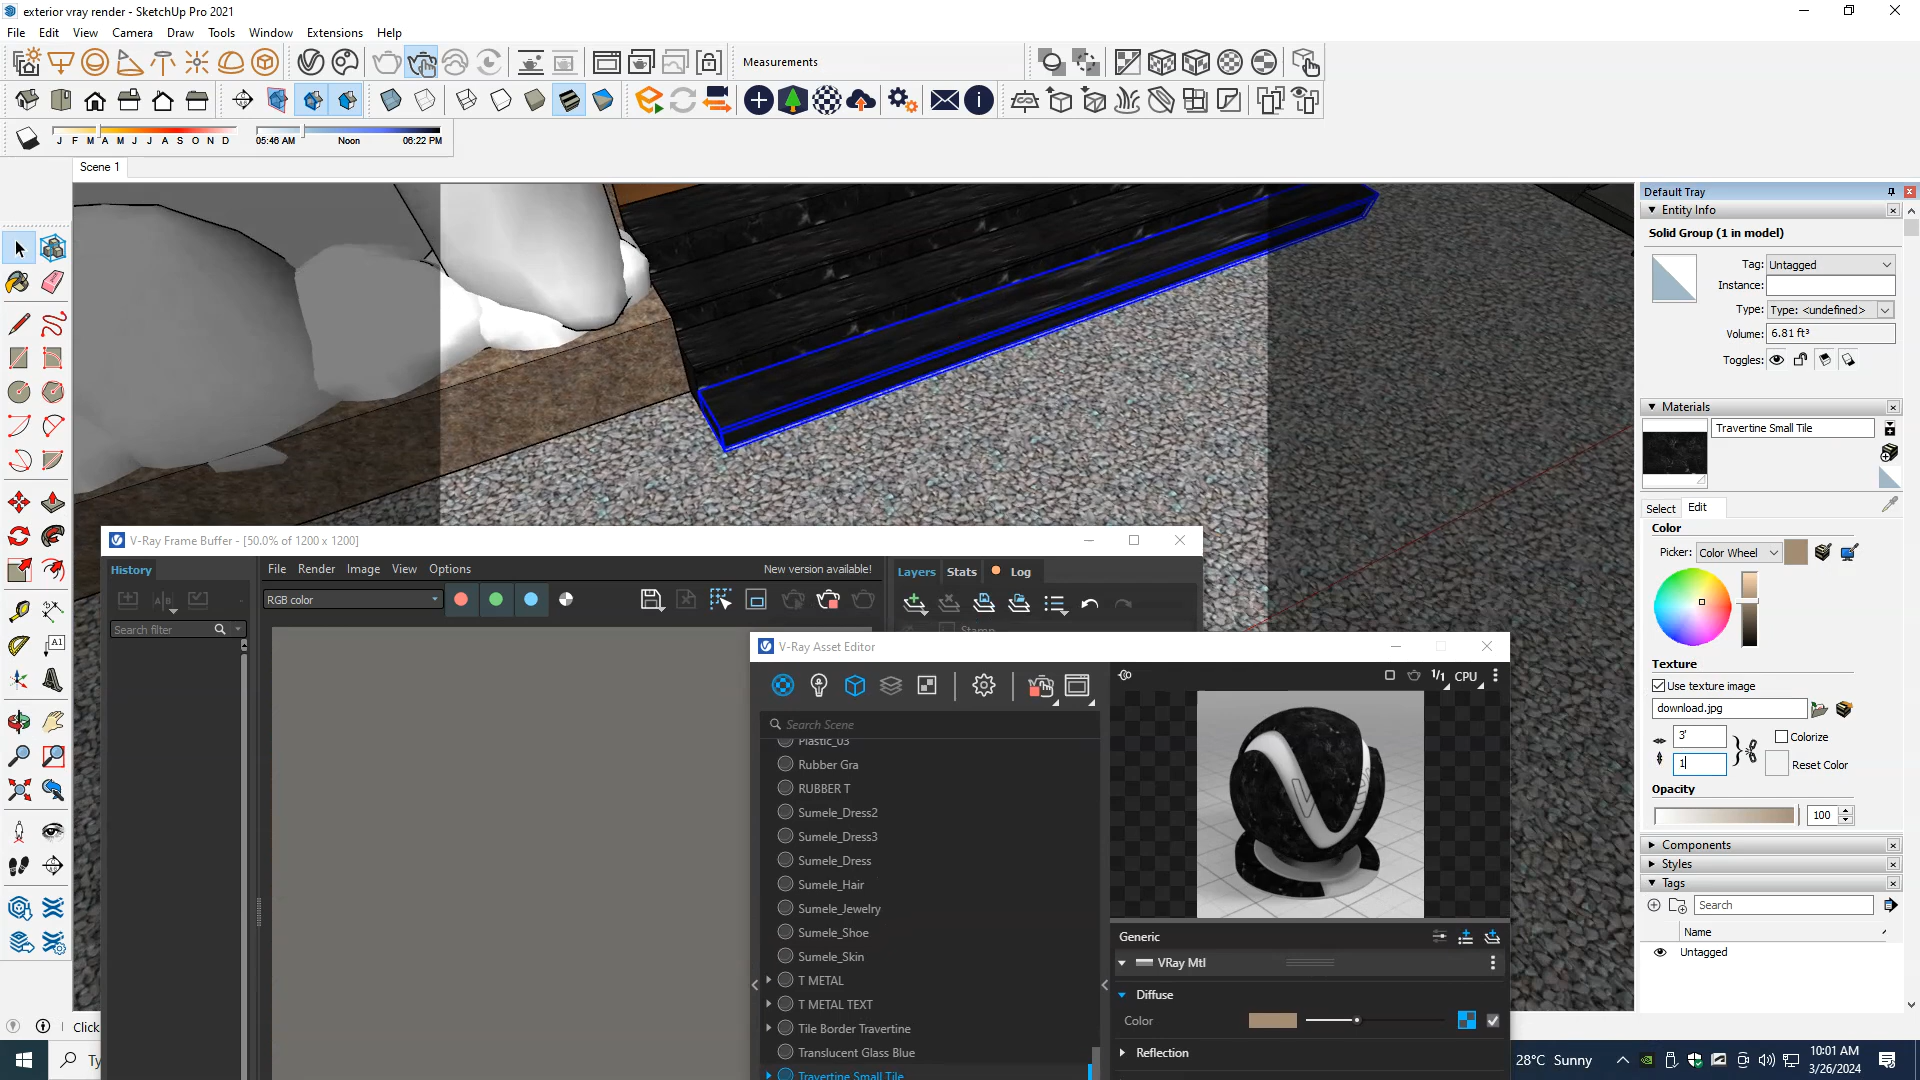 exterior vray render - SketchUp Pro 2021
File Edit View Camera Draw Tools Window Extensions Help
Measurements
J F M A M J J A S O N D
05:46 AM Noon 06:22 PM
Scene 1
Default Tray
Entity Info
Solid Group (1 in model)
Tag: Untagged
Instance:
Type: Type: <undefined>
Volume: 6.81 ft³
Toggles:
Materials
Travertine Small Tile
Select Edit
Color
Picker: Color Wheel
Texture
Use texture image
download.jpg
3'
Colorize
1
Reset Color
Opacity
100
Components
Styles
Tags
Search
Name
Untagged
V-Ray Frame Buffer - [50.0% of 1200 x 1200]
History
File Render Image View Options
New version available!
Layers Stats Log
RGB color
Search filter
Stamp
V-Ray Asset Editor
1/1 CPU
Search Scene
Plastic_03
Rubber Gra
RUBBER T
Sumele_Dress2
Sumele_Dress3
Sumele_Dress
Sumele_Hair
Sumele_Jewelry
Sumele_Shoe
Sumele_Skin
T METAL
T METAL TEXT
Tile Border Travertine
Translucent Glass Blue
Travertine Small Tile
Generic
VRay Mtl
Diffuse
Color
Reflection
Click
Ty
28°C Sunny
10:01 AM
3/26/2024